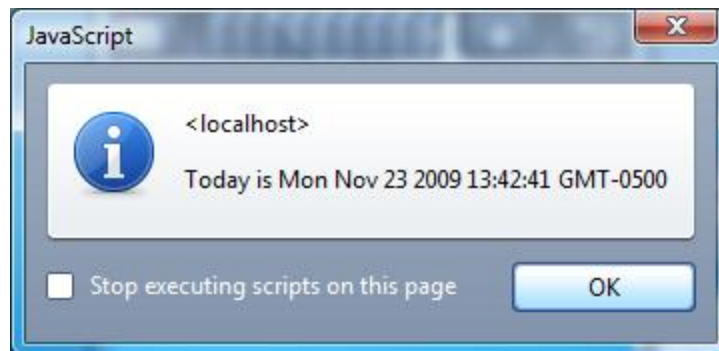 JavaScript
<localhost>
Today is Mon Nov 23 2009 13:42:41 GMT-0500
Stop executing scripts on this page
OK